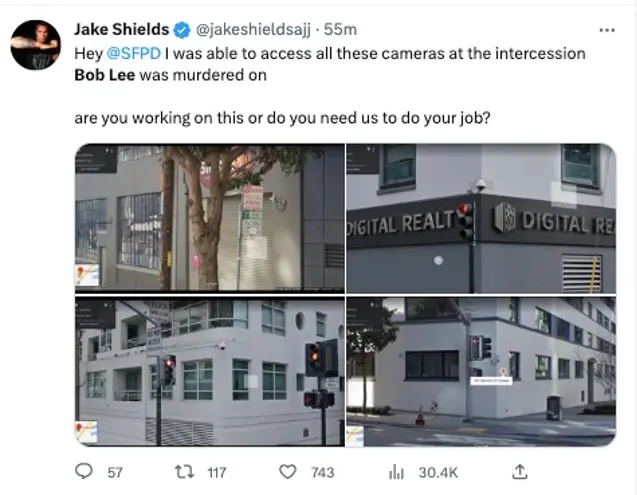 Jake Shields @jakeshieldsajj · 55m
Hey @SFPD I was able to access all these cameras at the intercession
Bob Lee was murdered on
are you working on this or do you need us to do your job?
DIGITAL REALT
DIGITAL RE
57 117 743 30.4K